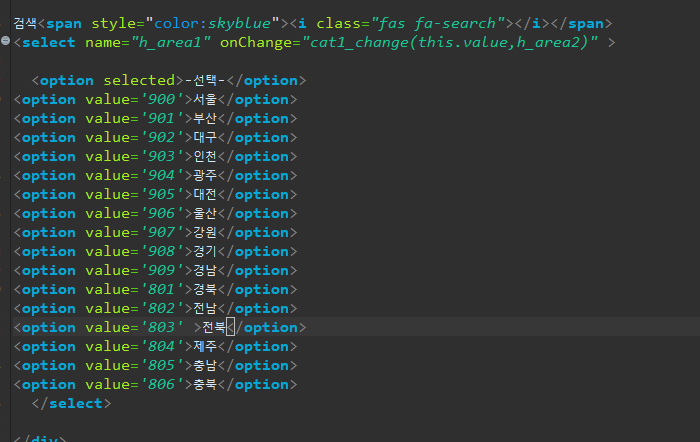 검색<span style="color:skyblue"><i class="fas fa-search"></i></span>
<select name="h_area1" onChange="cat1_change(this.value,h_area2)" >
<option selected>-선택-</option>
<option value='900'>서울</option>
<option value='901'>부산</option>
<option value='902'>대구</option>
<option value='903'>인천</option>
<option value='904'>광주</option>
<option value='905'>대전</option>
<option value='906'>울산</option>
<option value='907'>강원</option>
<option value='908'>경기</option>
<option value='909'>경남</option>
<option value='801'>경북</option>
<option value='802'>전남</option>
<option value='803' >전북</option>
<option value='804'>제주</option>
<option value='805'>충남</option>
<option value='806'>충북</option>
</select>
</div>